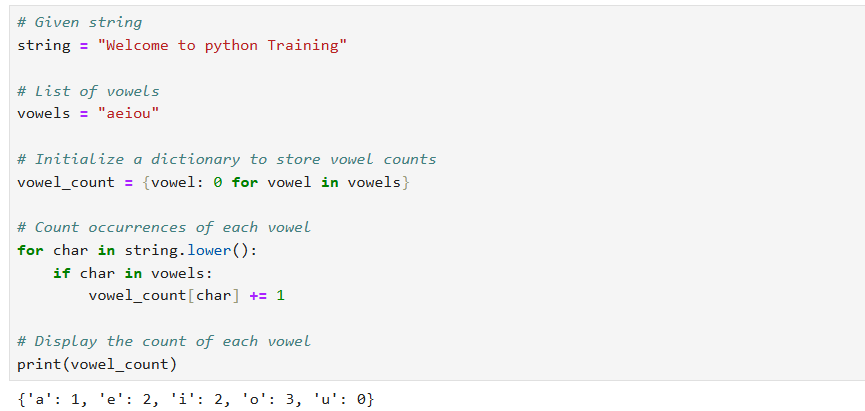 # Given string
string = "Welcome to python Training"
# List of vowels
vowels = "aeiou"
# Initialize a dictionary to store vowel counts
vowel_count = {vowel: 0 for vowel in vowels}
# Count occurrences of each vowel
for char in string.lower():
    if char in vowels:
        vowel_count[char] += 1
# Display the count of each vowel
print(vowel_count)
{'a': 1, 'e': 2, 'i': 2, 'o': 3, 'u': 0}